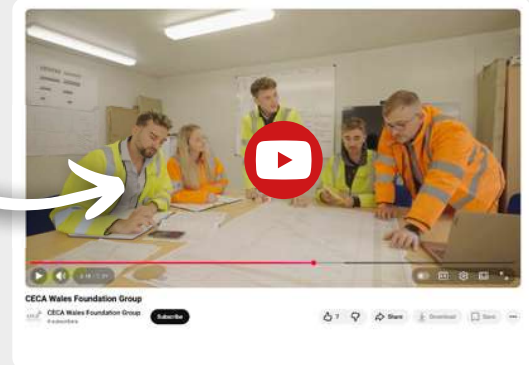 CECA Wales Foundation Group
CECA Wales Foundation Group
Subscribe
7
Share
Download
Save